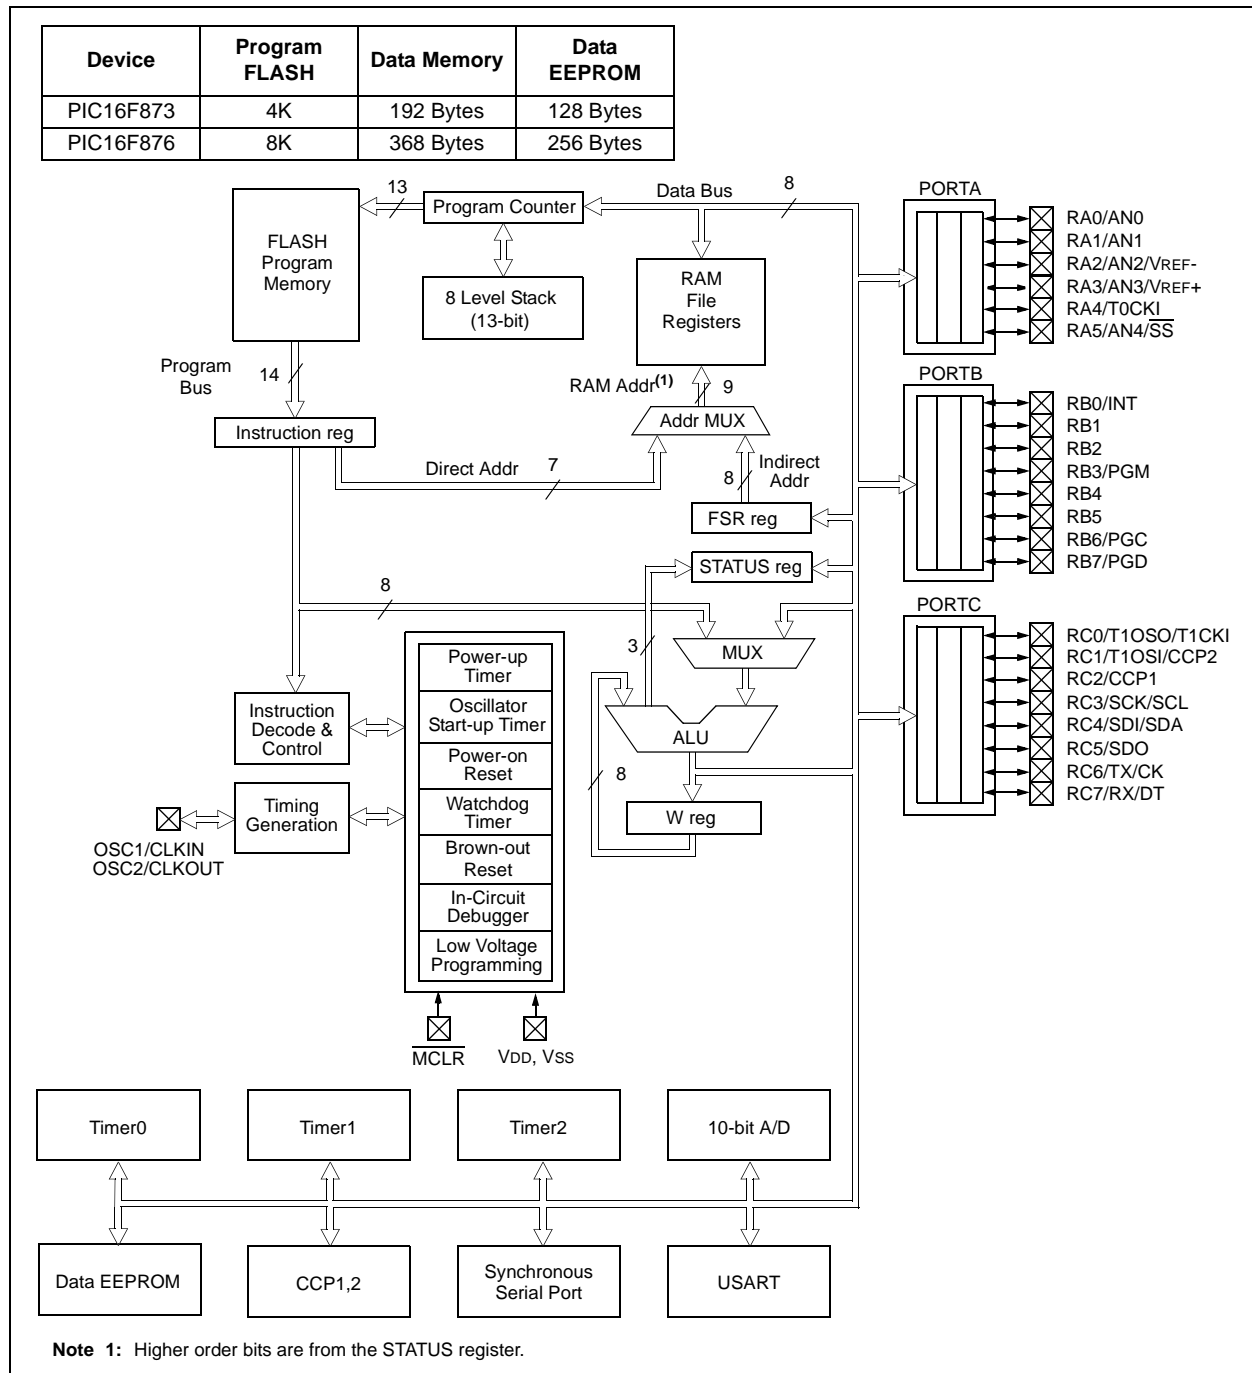 Device Program FLASH Data Memory Data EEPROM
PIC16F873 4K 192 Bytes 128 Bytes
PIC16F876 8K 368 Bytes 256 Bytes
13
Program Counter
Data Bus
8
FLASH
Program
Memory
8 Level Stack
(13-bit)
RAM
File
Registers
Program
Bus
14
RAM Addr(1)
9
Addr MUX
Instruction reg
Direct Addr
7
8
Indirect
Addr
FSR reg
STATUS reg
8
3
MUX
ALU
8
W reg
Power-up
Timer
Oscillator
Start-up Timer
Power-on
Reset
Watchdog
Timer
Brown-out
Reset
In-Circuit
Debugger
Low Voltage
Programming
Instruction
Decode &
Control
Timing
Generation
OSC1/CLKIN
OSC2/CLKOUT
MCLR
VDD, VSS
PORTA
RA0/AN0
RA1/AN1
RA2/AN2/VREF-
RA3/AN3/VREF+
RA4/T0CKI
RA5/AN4/SS
PORTB
RB0/INT
RB1
RB2
RB3/PGM
RB4
RB5
RB6/PGC
RB7/PGD
PORTC
RC0/T1OSO/T1CKI
RC1/T1OSI/CCP2
RC2/CCP1
RC3/SCK/SCL
RC4/SDI/SDA
RC5/SDO
RC6/TX/CK
RC7/RX/DT
Timer0
Timer1
Timer2
10-bit A/D
Data EEPROM
CCP1,2
Synchronous
Serial Port
USART
Note 1: Higher order bits are from the STATUS register.